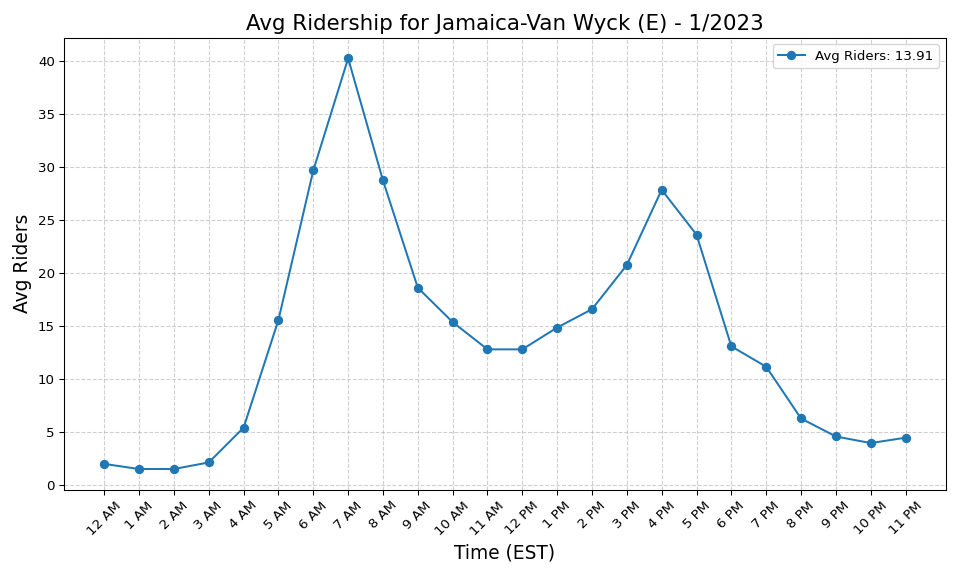 Avg Ridership for Jamaica-Van Wyck (E) - 1/2023
Avg Riders: 13.91
Avg Riders
40
35
30
25
20
15
10
5
0
12 AM
1 AM
2 AM
3 AM
4 AM
5 AM
6 AM
7 AM
8 AM
9 AM
10 AM
11 AM
12 PM
1 PM
2 PM
3 PM
4 PM
5 PM
6 PM
7 PM
8 PM
9 PM
10 PM
11 PM
Time (EST)